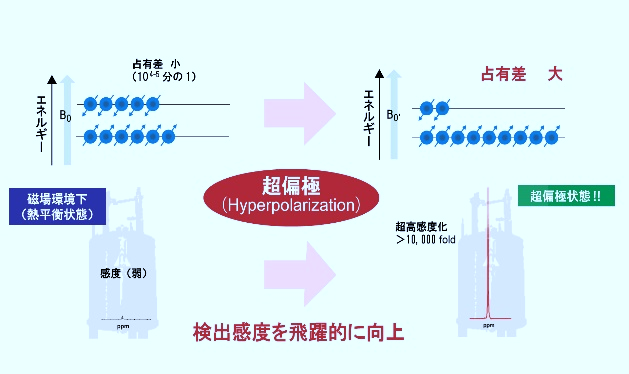 占有差 小
(10⁴⁻⁵ 分の1)
エネルギー
B₀
占有差 大
エネルギー
B₀'
磁場環境下
(熱平衡状態)
超偏極
(Hyperpolarization)
超偏極状態!!
感度(弱)
ppm
超高感度化
>10,000 fold
ppm
検出感度を飛躍的に向上